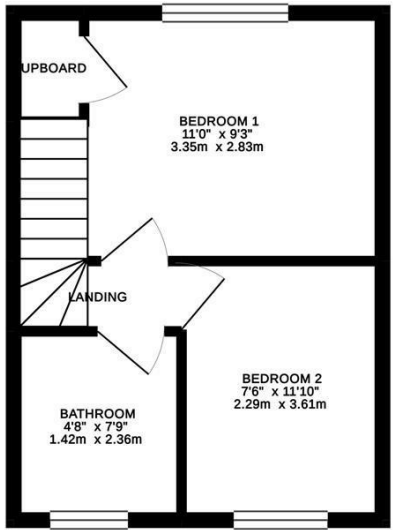 UPBOARD
BEDROOM 1
11'0" x 9'3"
3.35m x 2.83m
LANDING
BEDROOM 2
7'6" x 11'10"
2.29m x 3.61m
BATHROOM
4'8" x 7'9"
1.42m x 2.36m